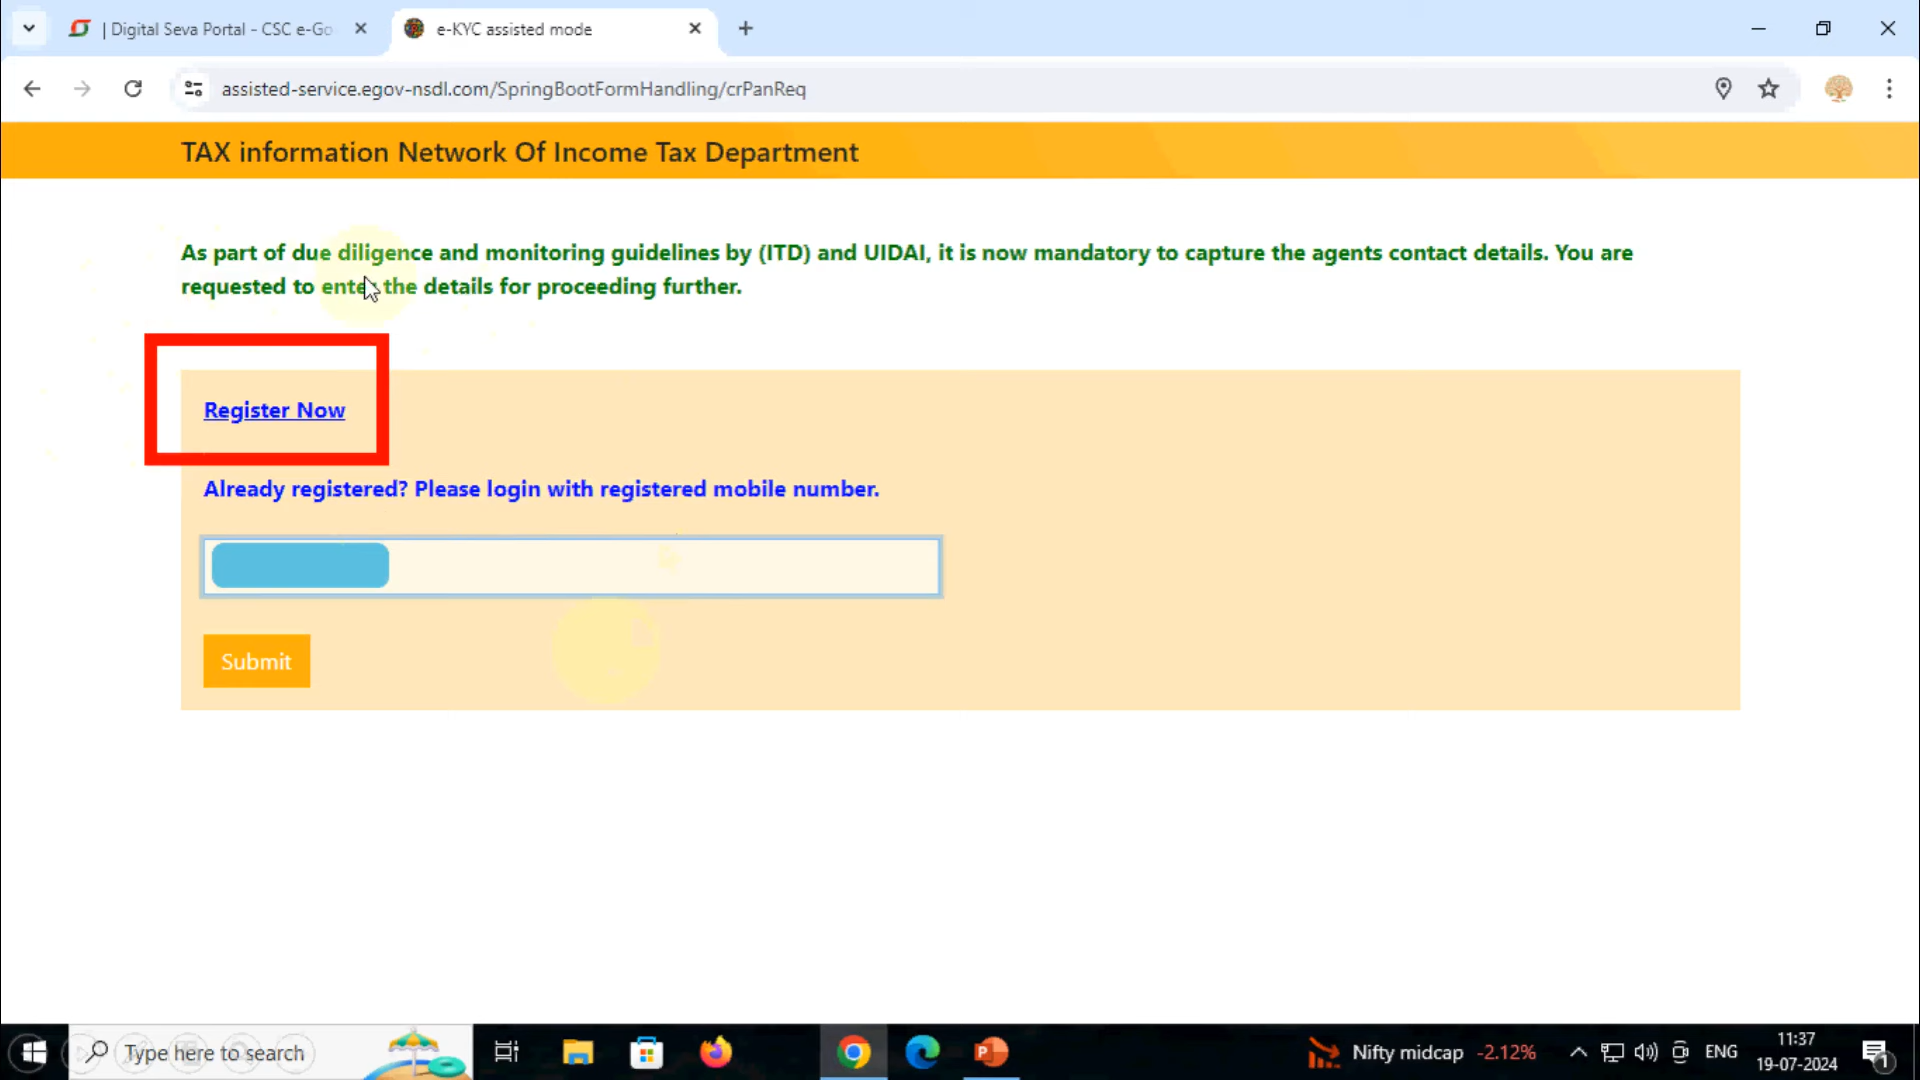 | Digital Seva Portal - CSC e-Go
e-KYC assisted mode
assisted-service.egov-nsdl.com/SpringBootFormHandling/crPanReq
TAX information Network Of Income Tax Department
As part of due diligence and monitoring guidelines by (ITD) and UIDAI, it is now mandatory to capture the agents contact details. You are
requested to enter the details for proceeding further.
Register Now
Already registered? Please login with registered mobile number.
Submit
Type here to search
Nifty midcap -2.12%
ENG
11:37
19-07-2024
1